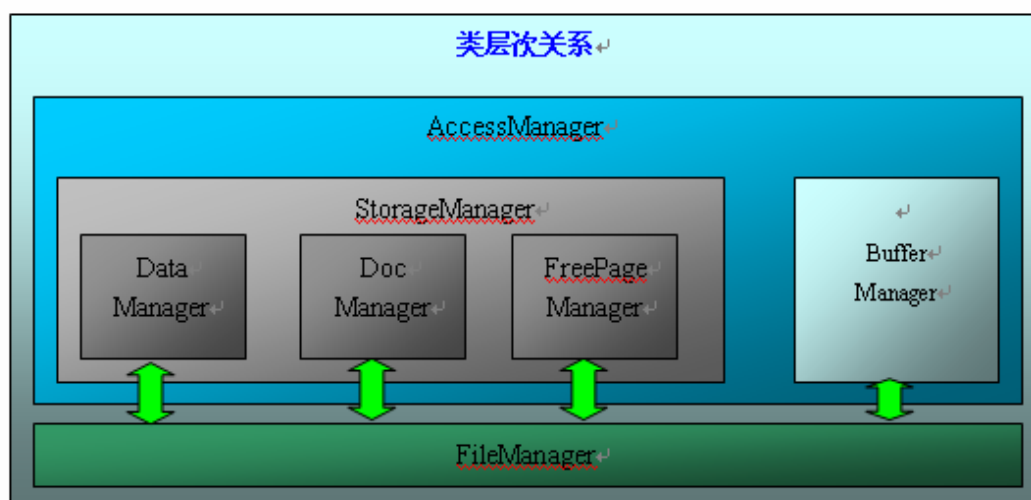 类层次关系
AccessManager
StorageManager
Data
Manager
Doc
Manager
FreePage
Manager
Buffer
Manager
FileManager